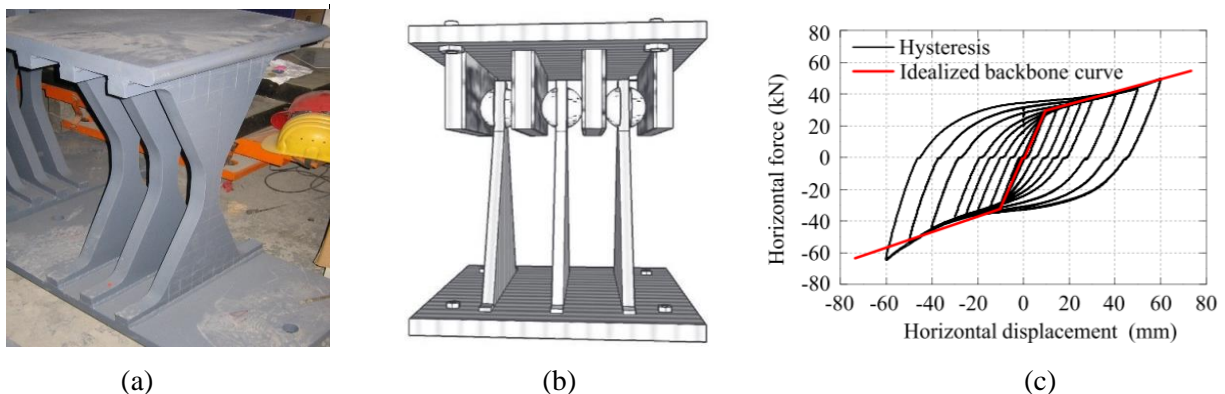 80
60
40
20
0
-20
-40
-60
-80
Horizontal force (kN)
Hysteresis
Idealized backbone curve
-80 -60 -40 -20 0 20 40 60 80
Horizontal displacement (mm)
(a) (b) (c)